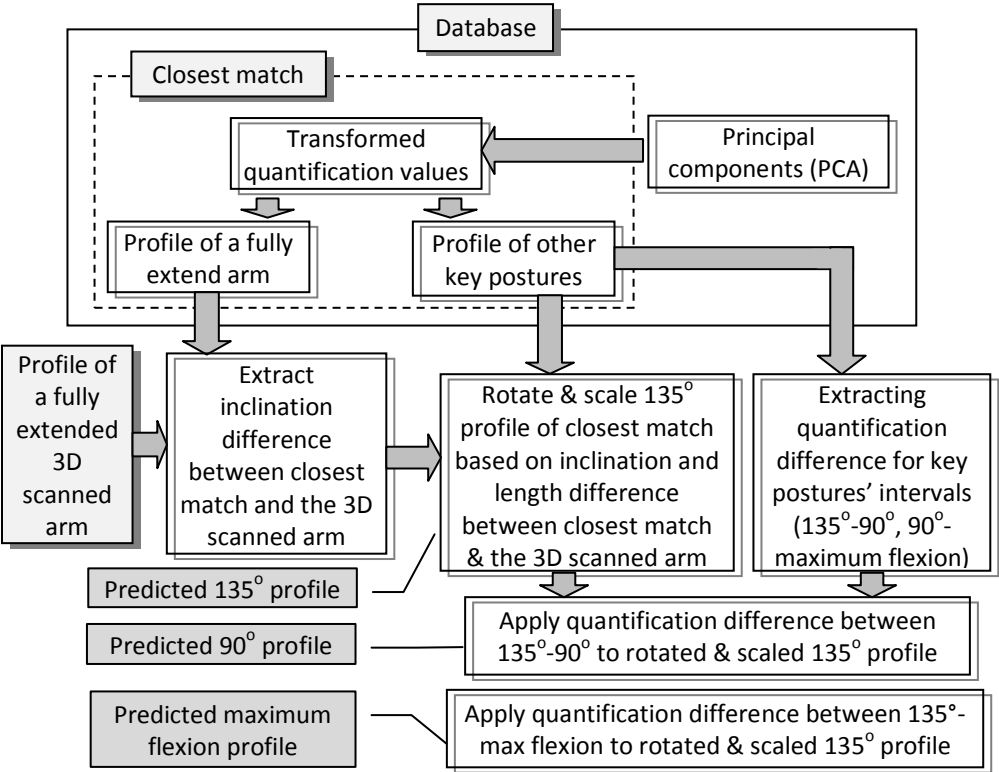 Database
Closest match
Transformed
quantification values
Principal
components (PCA)
Profile of a fully
extend arm
Profile of other
key postures
Profile of
a fully
extended
3D
scanned
arm
Extract
inclination
difference
between closest
match and the 3D
scanned arm
Rotate & scale 135°
profile of closest match
based on inclination and
length difference
between closest match
& the 3D scanned arm
Extracting
quantification
difference for key
postures’ intervals
(135°-90°, 90°-
maximum flexion)
Predicted 135° profile
Apply quantification difference between
135°-90° to rotated & scaled 135° profile
Predicted 90° profile
Predicted maximum
flexion profile
Apply quantification difference between 135°-
max flexion to rotated & scaled 135° profile